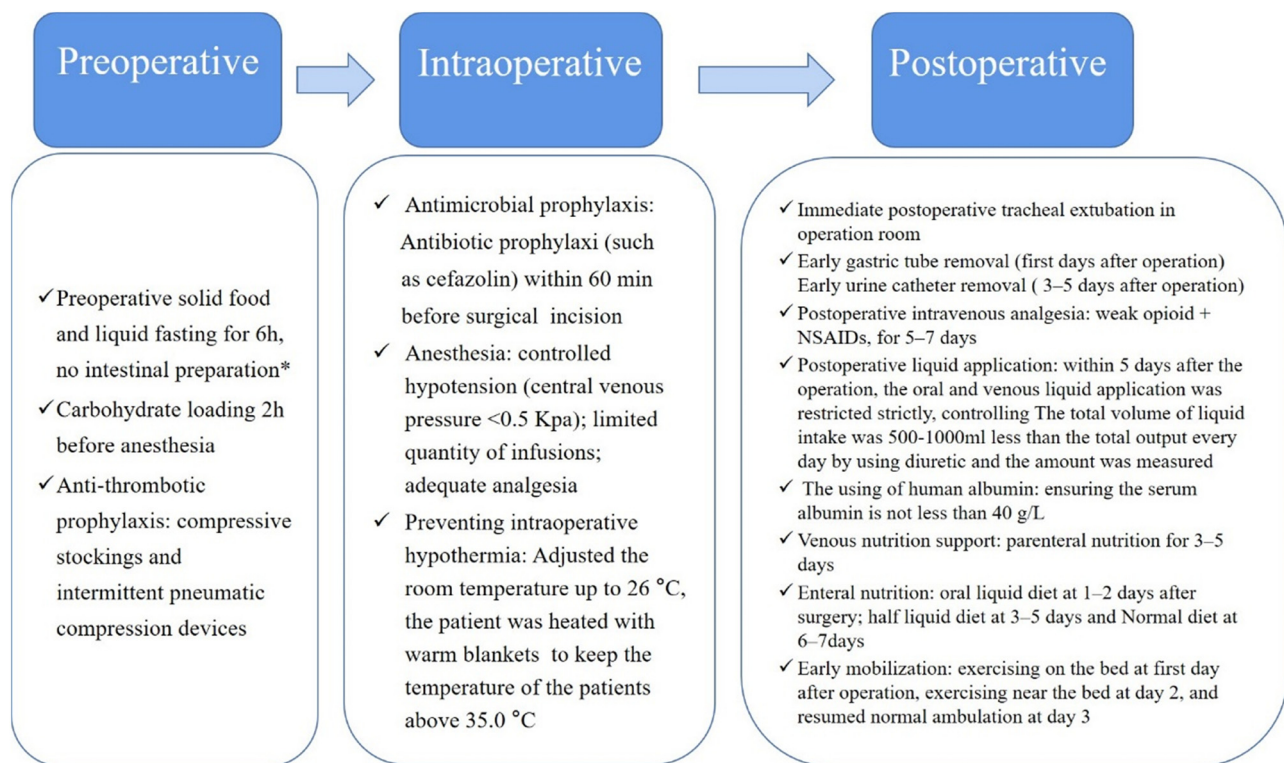 Preoperative
Intraoperative
Postoperative
✓ Preoperative solid food
and liquid fasting for 6h,
no intestinal preparation*
✓ Carbohydrate loading 2h
before anesthesia
✓ Anti-thrombotic
prophylaxis: compressive
stockings and
intermittent pneumatic
compression devices
✓ Antimicrobial prophylaxis:
Antibiotic prophylaxi (such
as cefazolin) within 60 min
before surgical incision
✓ Anesthesia: controlled
hypotension (central venous
pressure <0.5 Kpa); limited
quantity of infusions;
adequate analgesia
✓ Preventing intraoperative
hypothermia: Adjusted the
room temperature up to 26 °C,
the patient was heated with
warm blankets to keep the
temperature of the patients
above 35.0 °C
✓ Immediate postoperative tracheal extubation in
operation room
✓ Early gastric tube removal (first days after operation)
Early urine catheter removal ( 3–5 days after operation)
✓ Postoperative intravenous analgesia: weak opioid +
NSAIDs, for 5–7 days
✓ Postoperative liquid application: within 5 days after the
operation, the oral and venous liquid application was
restricted strictly, controlling The total volume of liquid
intake was 500-1000ml less than the total output every
day by using diuretic and the amount was measured
✓ The using of human albumin: ensuring the serum
albumin is not less than 40 g/L
✓ Venous nutrition support: parenteral nutrition for 3–5
days
✓ Enteral nutrition: oral liquid diet at 1–2 days after
surgery; half liquid diet at 3–5 days and Normal diet at
6–7days
✓ Early mobilization: exercising on the bed at first day
after operation, exercising near the bed at day 2, and
resumed normal ambulation at day 3